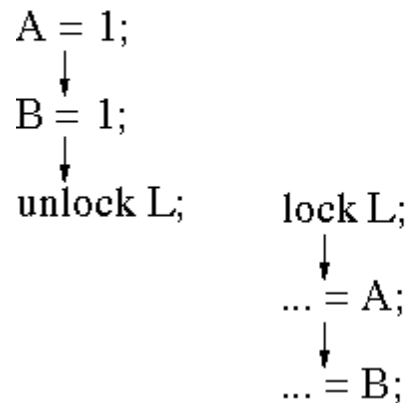 A = 1;
B = 1;
unlock L;
lock L;
... = A;
... = B;